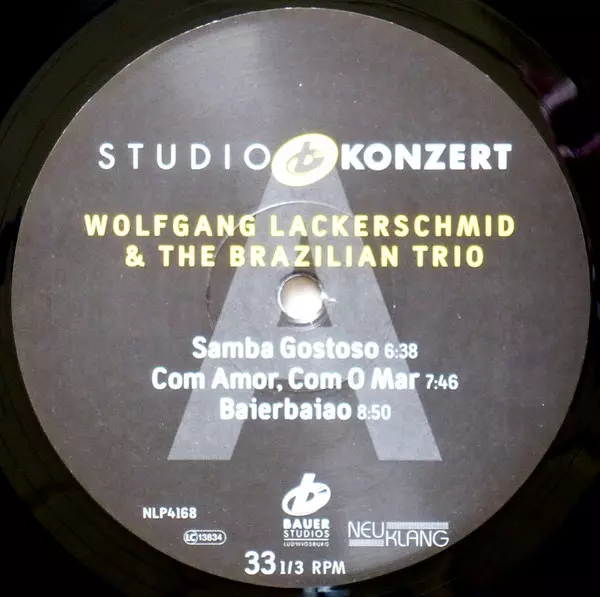 STUDIO b KONZERT
WOLFGANG LACKERSCHMID
& THE BRAZILIAN TRIO
A
Samba Gostoso 6:38
Com Amor, Com O Mar 7:46
Baierbaiao 8:50
NLP4168
LC 13834
b
BAUER
STUDIOS
LUDWIGSBURG
NEUKLANG
33 1/3 RPM